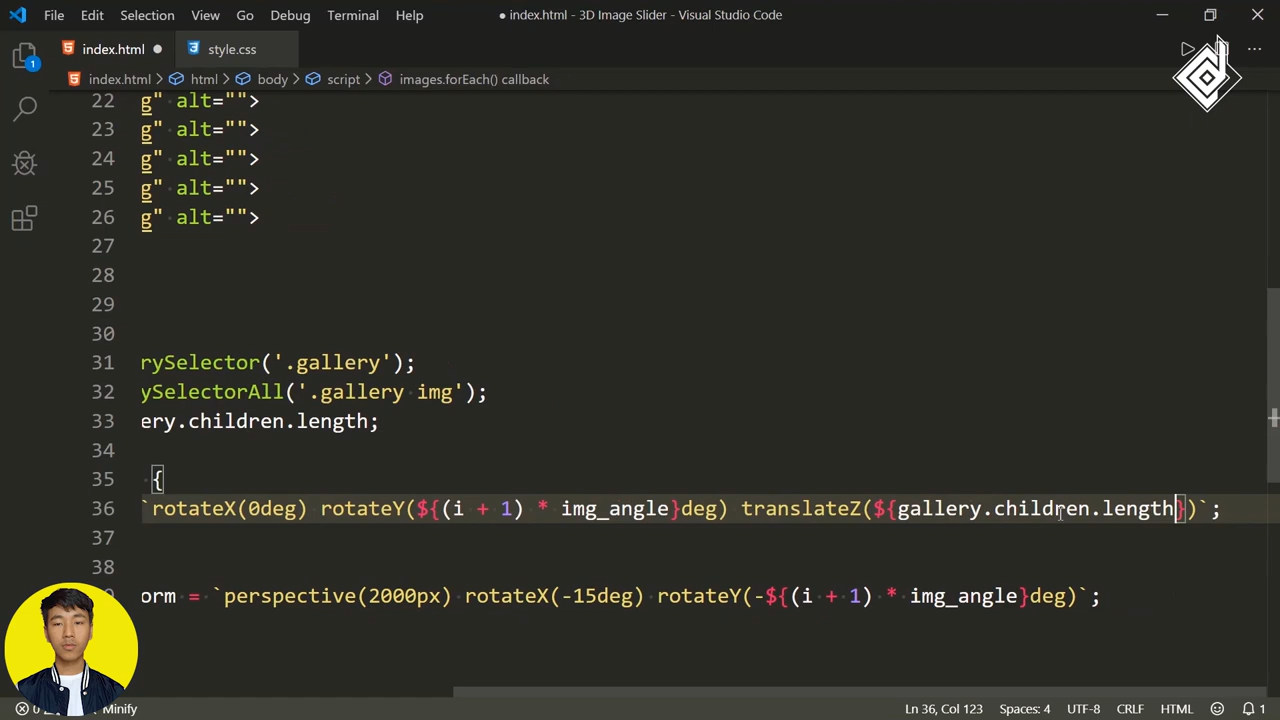 File Edit Selection View Go Debug Terminal Help ● index.html - 3D Image Slider - Visual Studio Code
index.html ● style.css
index.html > html > body > script > images.forEach() callback
1
22 g" alt="">
23 g" alt="">
24 g" alt="">
25 g" alt="">
26 g" alt="">
27
28
29
30
31 rySelector('.gallery');
32 ySelectorAll('.gallery img');
33 ery.children.length;
34
35 {
36 `rotateX(0deg) rotateY(${(i + 1) * img_angle}deg) translateZ(${gallery.children.length})`;
37
38
orm = `perspective(2000px) rotateX(-15deg) rotateY(-${(i + 1) * img_angle}deg)`;
0 Minify Ln 36, Col 123 Spaces: 4 UTF-8 CRLF HTML 1